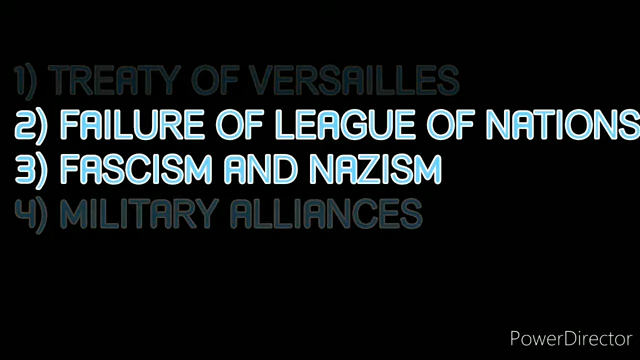 1) TREATY OF VERSAILLES
2) FAILURE OF LEAGUE OF NATIONS
3) FASCISM AND NAZISM
4) MILITARY ALLIANCES
PowerDirector